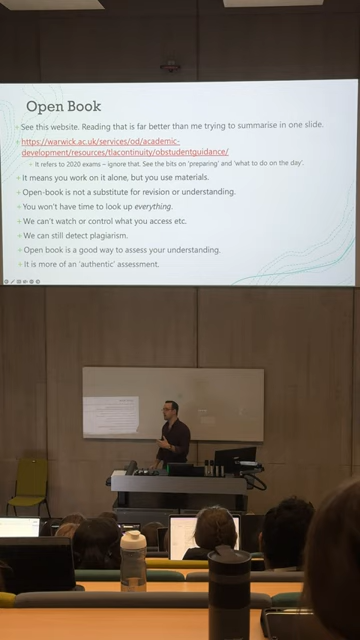 Open Book
See this website. Reading that is far better than me trying to summarise in one slide.
https://warwick.ac.uk/services/od/academic-
development/resources/tlacontinuity/obstudentguidance/
It refers to 2020 exams – ignore that. See the bits on 'preparing' and 'what to do on the day'.
It means you work on it alone, but you use materials.
Open-book is not a substitute for revision or understanding.
You won't have time to look up everything.
We can't watch or control what you access etc.
We can still detect plagiarism.
Open book is a good way to assess your understanding.
It is more of an 'authentic' assessment.